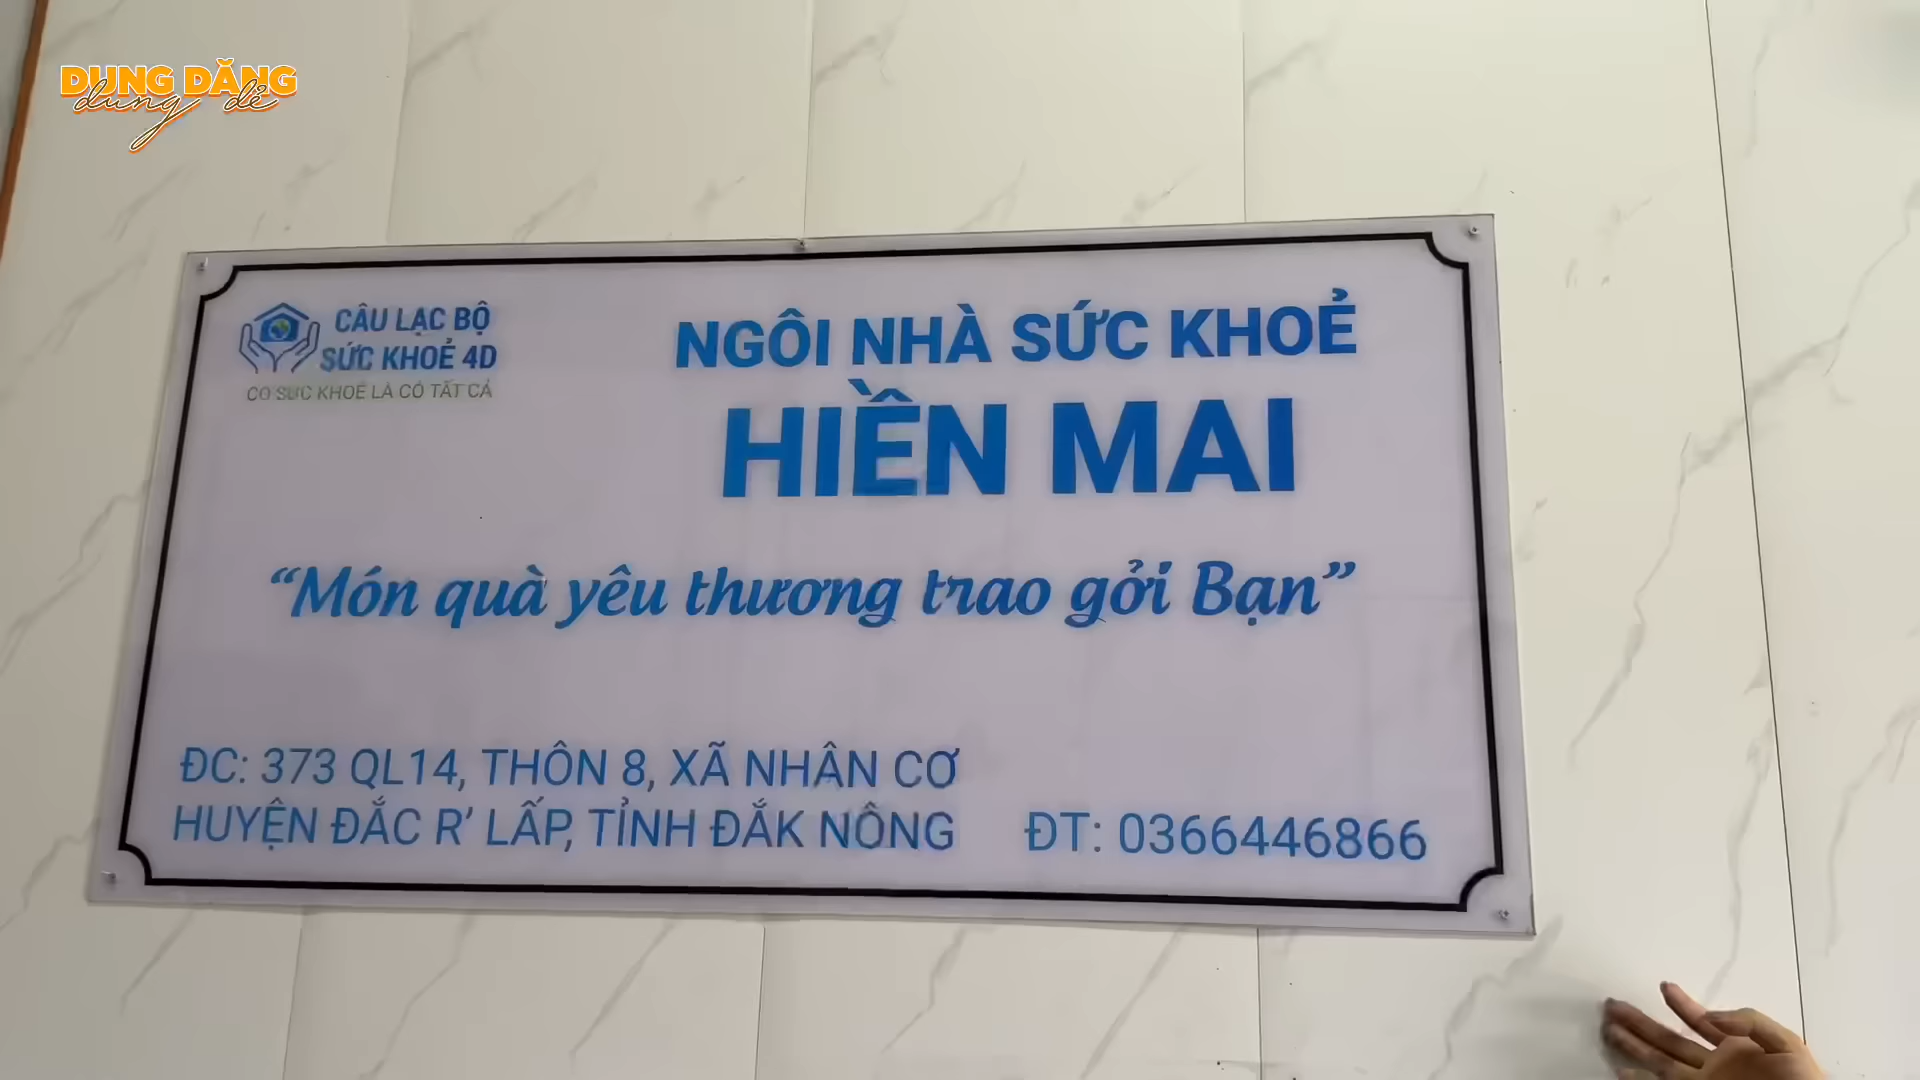 DUNG DĂNG
dung dẻ
CÂU LẠC BỘ
SỨC KHOẺ 4D
CÓ SỨC KHOẺ LÀ CÓ TẤT CẢ
NGÔI NHÀ SỨC KHOẺ
HIỀN MAI
“Món quà yêu thương trao gởi Bạn”
ĐC: 373 QL14, THÔN 8, XÃ NHÂN CƠ
HUYỆN ĐẮC R’ LẤP, TỈNH ĐẮK NÔNG
ĐT: 0366446866